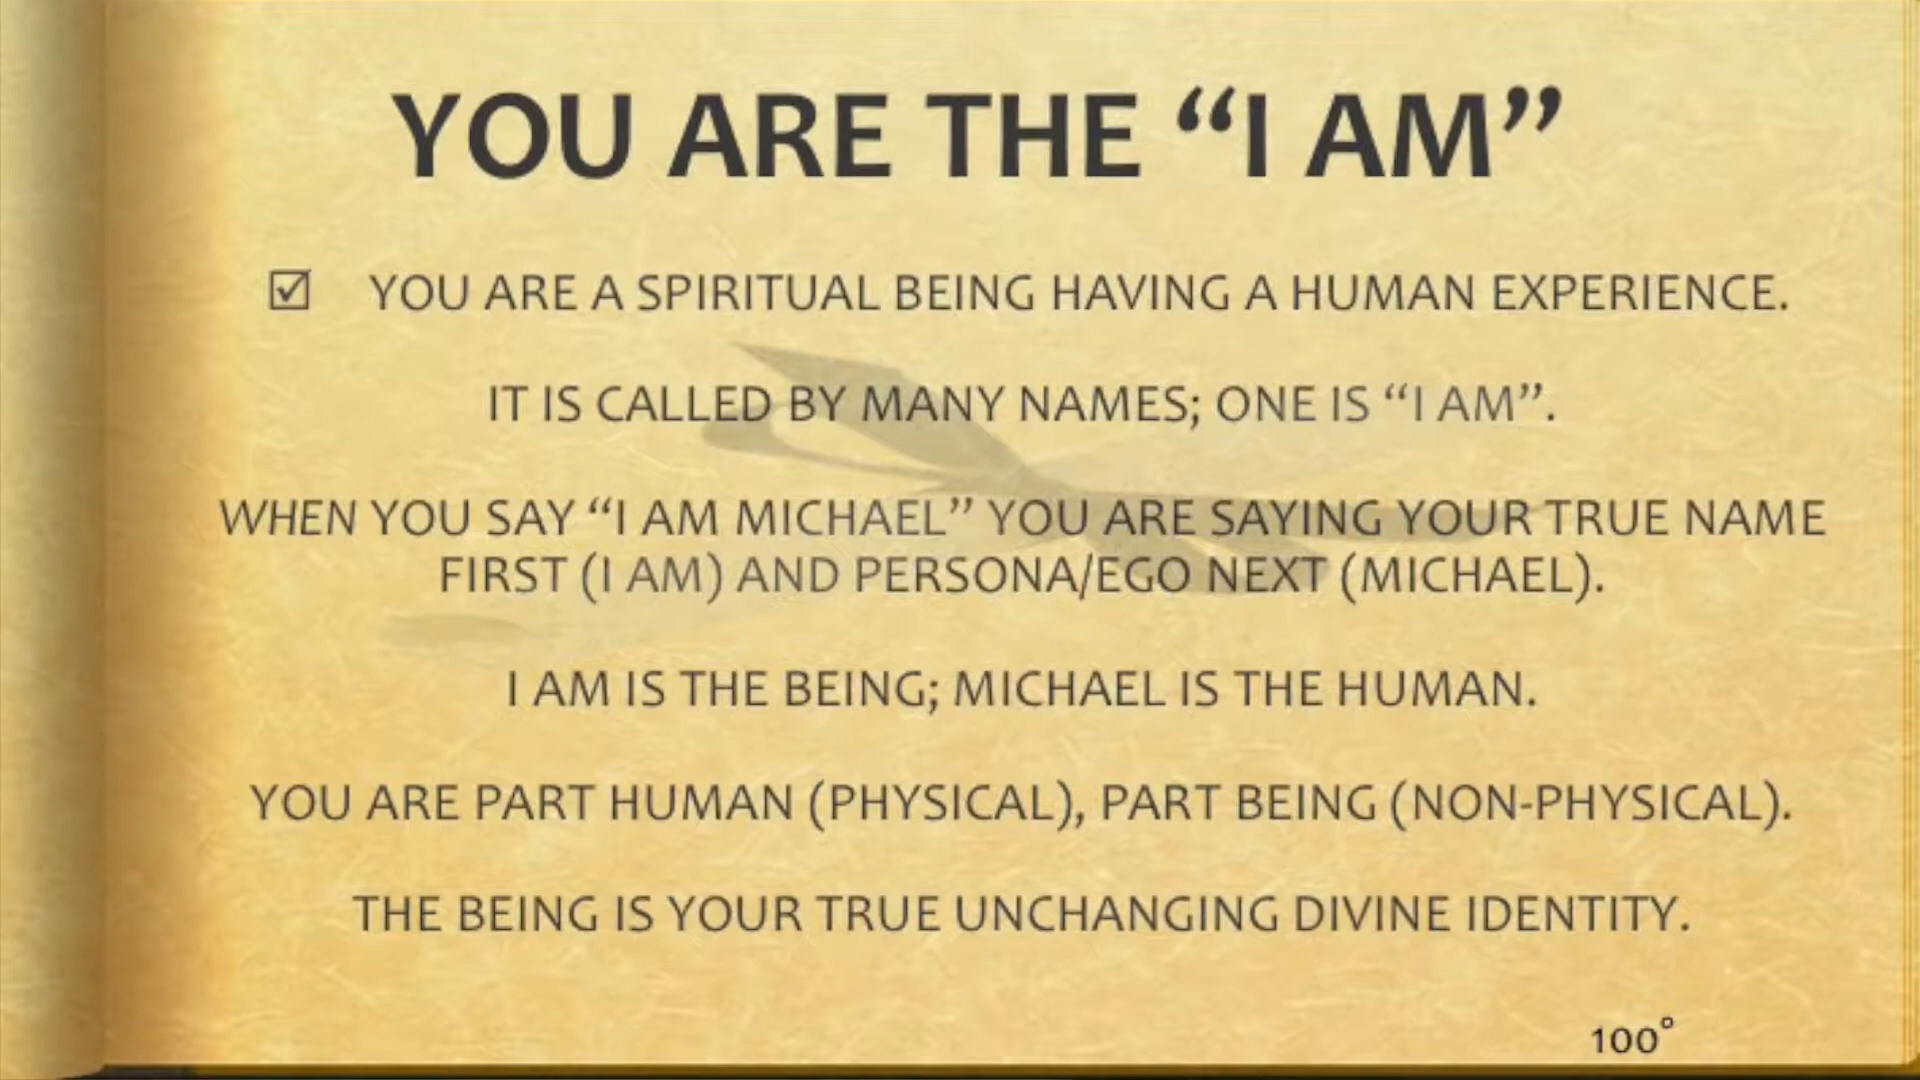 YOU ARE THE “I AM”
☑ YOU ARE A SPIRITUAL BEING HAVING A HUMAN EXPERIENCE.
IT IS CALLED BY MANY NAMES; ONE IS “I AM”.
WHEN YOU SAY “I AM MICHAEL” YOU ARE SAYING YOUR TRUE NAME
FIRST (I AM) AND PERSONA/EGO NEXT (MICHAEL).
I AM IS THE BEING; MICHAEL IS THE HUMAN.
YOU ARE PART HUMAN (PHYSICAL), PART BEING (NON-PHYSICAL).
THE BEING IS YOUR TRUE UNCHANGING DIVINE IDENTITY.
100°